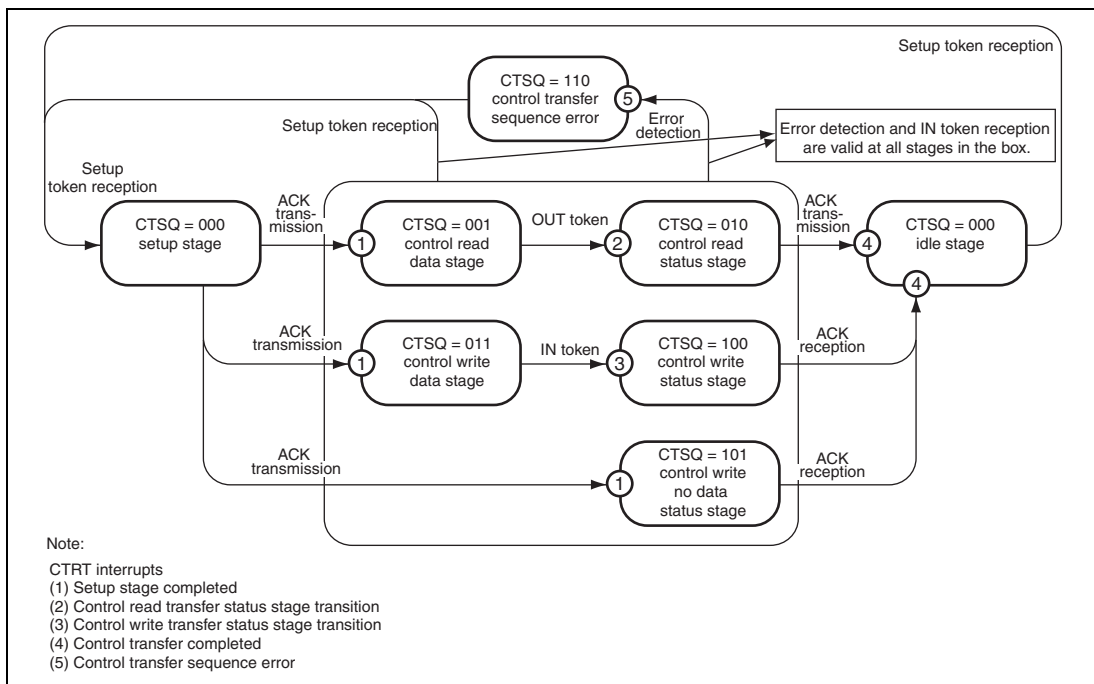 Setup token reception
CTSQ = 110
control transfer
sequence error
5
Setup token reception
Error
detection
Error detection and IN token reception
are valid at all stages in the box.
Setup
token reception
CTSQ = 000
setup stage
ACK
trans-
mission
1
CTSQ = 001
control read
data stage
OUT token
2
CTSQ = 010
control read
status stage
ACK
trans-
mission
4
CTSQ = 000
idle stage
4
ACK
transmission
1
CTSQ = 011
control write
data stage
IN token
3
CTSQ = 100
control write
status stage
ACK
reception
ACK
transmission
1
CTSQ = 101
control write
no data
status stage
ACK
reception
Note:
CTRT interrupts
(1) Setup stage completed
(2) Control read transfer status stage transition
(3) Control write transfer status stage transition
(4) Control transfer completed
(5) Control transfer sequence error